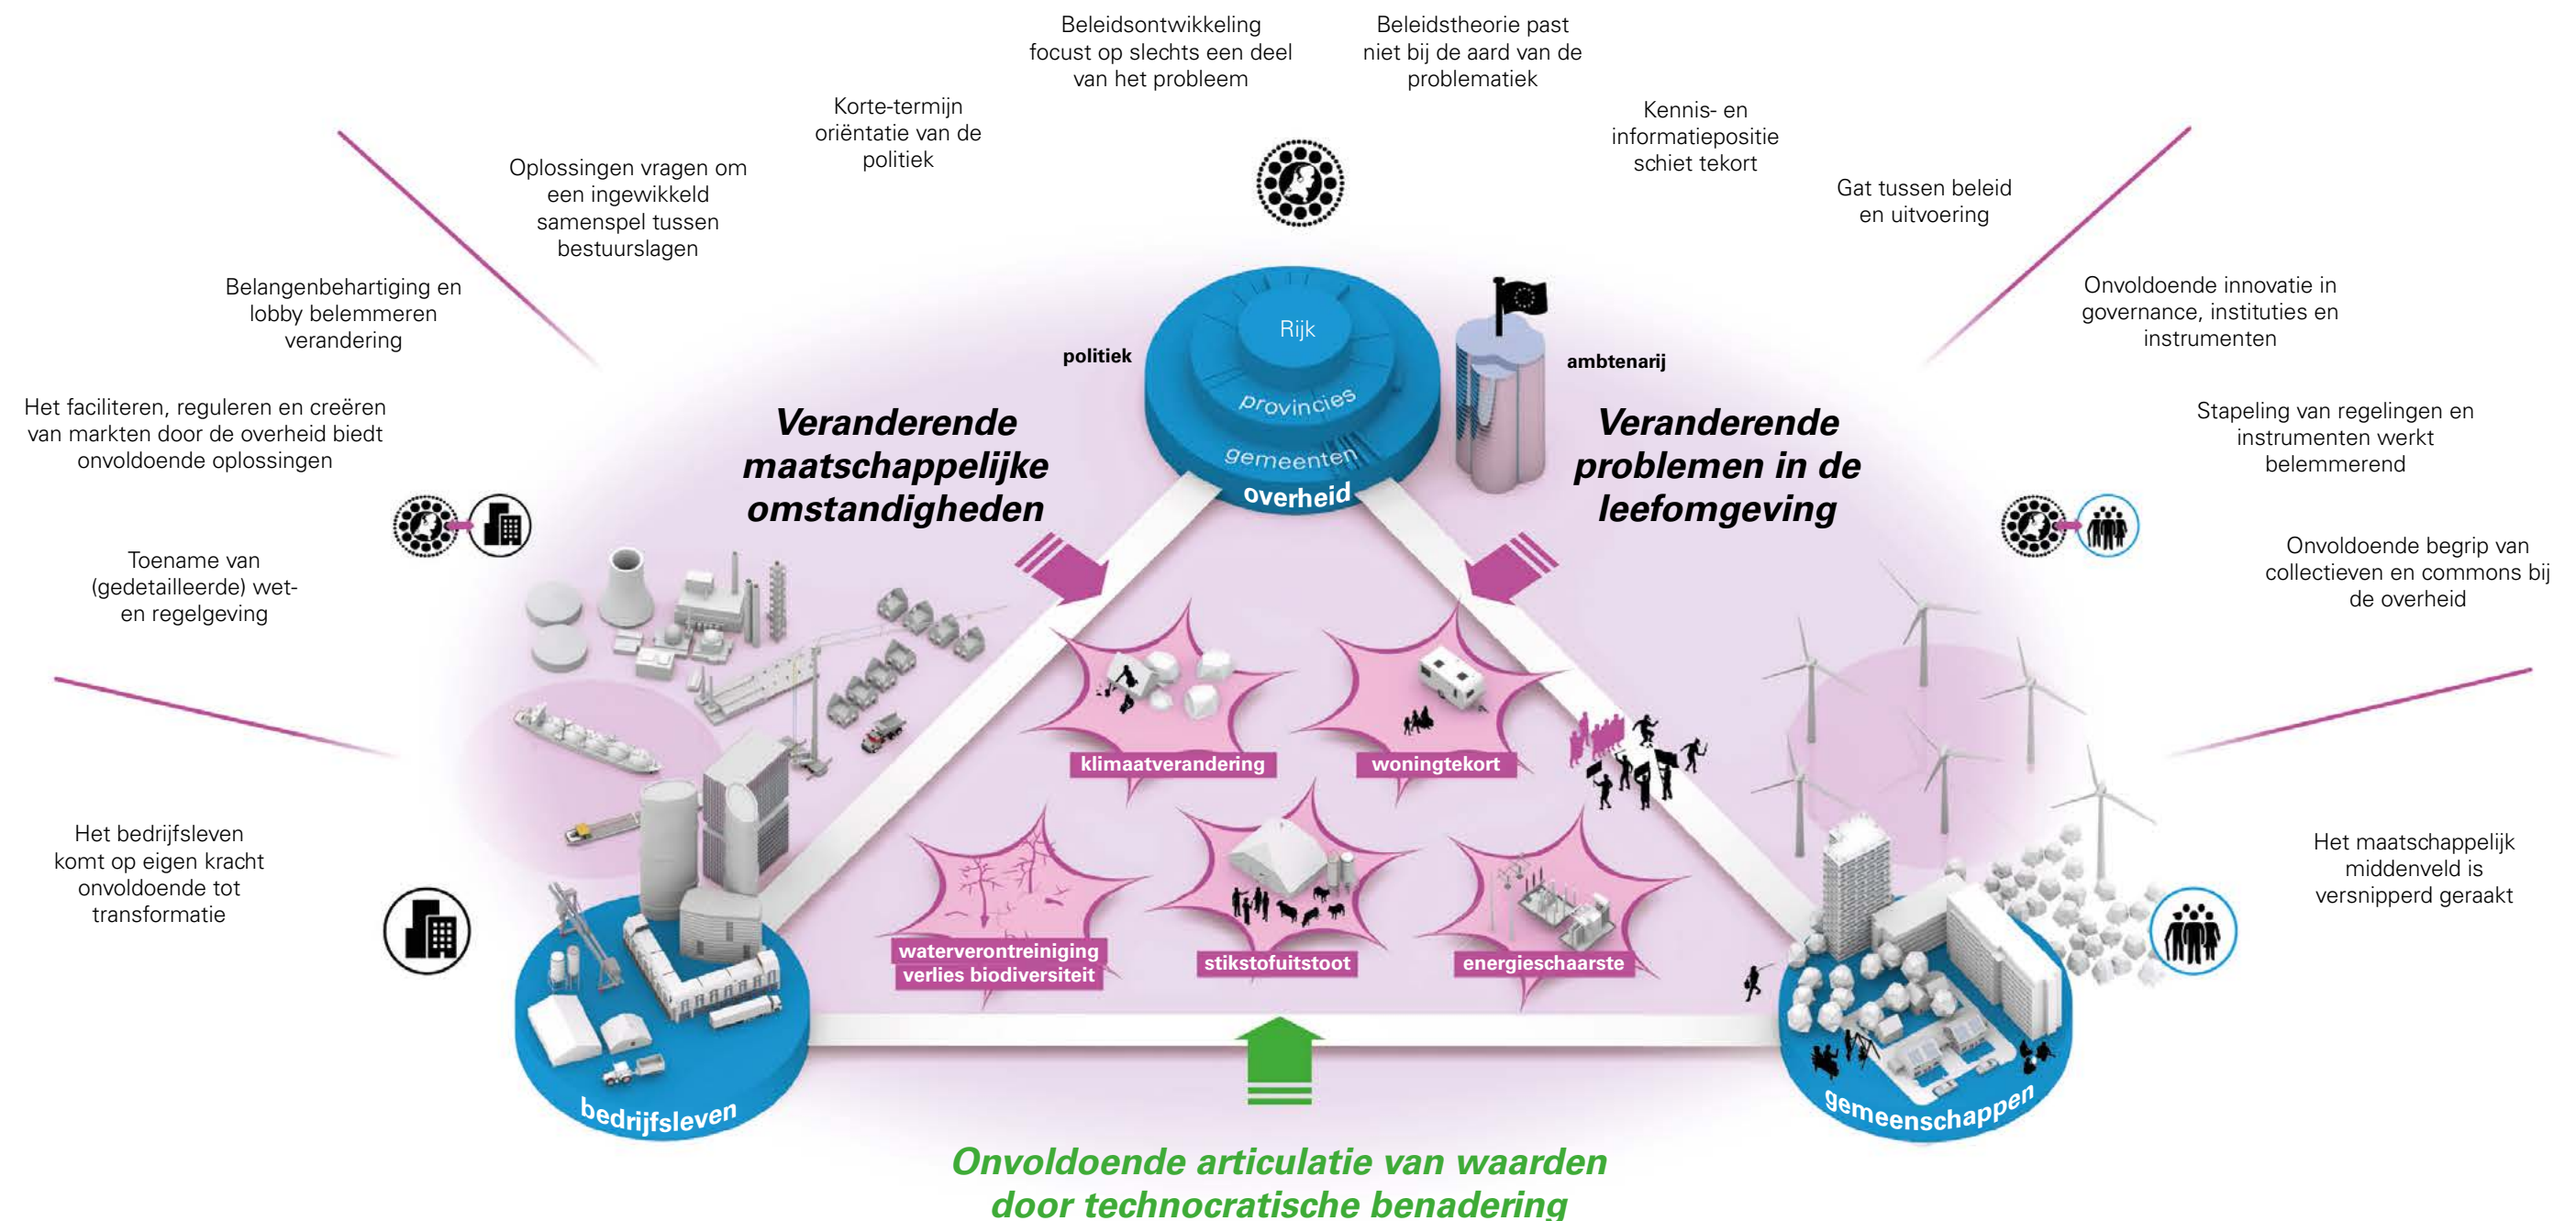 Beleidsontwikkeling
focust op slechts een deel
van het probleem
Beleidstheorie past
niet bij de aard van de
problematiek
Korte-termijn
oriëntatie van de
politiek
Kennis- en
informatiepositie
schiet tekort
Oplossingen vragen om
een ingewikkeld
samenspel tussen
bestuurslagen
Gat tussen beleid
en uitvoering
Belangenbehartiging en
lobby belemmeren
verandering
Onvoldoende innovatie in
governance, instituties en
instrumenten
Het faciliteren, reguleren en creëren
van markten door de overheid biedt
onvoldoende oplossingen
Stapeling van regelingen en
instrumenten werkt
belemmerend
Toename van
(gedetailleerde) wet-
en regelgeving
Onvoldoende begrip van
collectieven en commons bij
de overheid
Het bedrijfsleven
komt op eigen kracht
onvoldoende tot
transformatie
Het maatschappelijk
middenveld is
versnipperd geraakt
politiek
Rijk
provincies
gemeenten
overheid
ambtenarij
Veranderende
maatschappelijke
omstandigheden
Veranderende
problemen in de
leefomgeving
klimaatverandering
woningtekort
waterverontreiniging
verlies biodiversiteit
stikstofuitstoot
energieschaarste
bedrijfsleven
gemeenschappen
Onvoldoende articulatie van waarden
door technocratische benadering